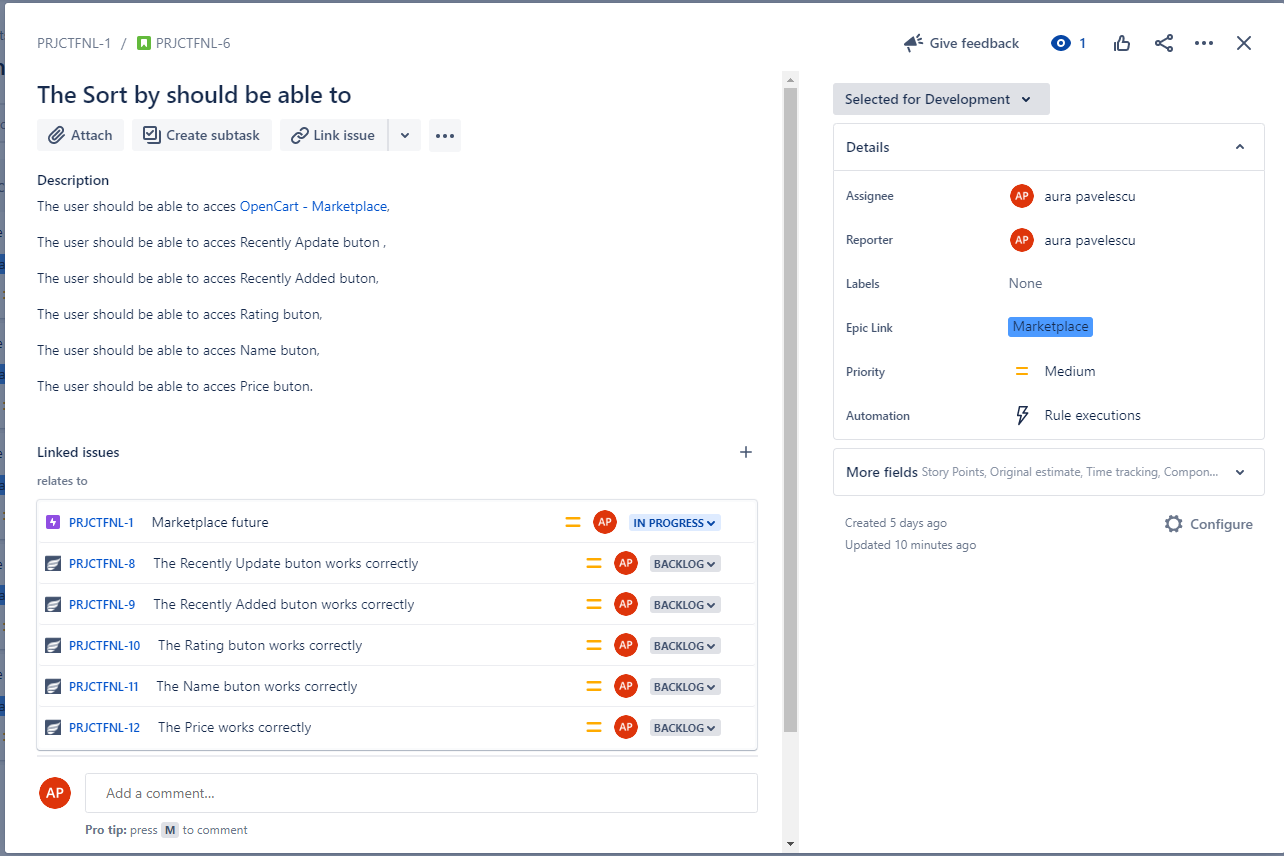 PRJCTFNL-1 / PRJCTFNL-6
Give feedback 1
The Sort by should be able to
Attach Create subtask Link issue
Description
The user should be able to acces OpenCart - Marketplace,
The user should be able to acces Recently Apdate buton ,
The user should be able to acces Recently Added buton,
The user should be able to acces Rating buton,
The user should be able to acces Name buton,
The user should be able to acces Price buton.
Linked issues
relates to
PRJCTFNL-1 Marketplace future AP IN PROGRESS
PRJCTFNL-8 The Recently Update buton works correctly AP BACKLOG
PRJCTFNL-9 The Recently Added buton works correctly AP BACKLOG
PRJCTFNL-10 The Rating buton works correctly AP BACKLOG
PRJCTFNL-11 The Name buton works correctly AP BACKLOG
PRJCTFNL-12 The Price works correctly AP BACKLOG
AP Add a comment...
Pro tip: press M to comment
Selected for Development
Details
Assignee AP aura pavelescu
Reporter AP aura pavelescu
Labels None
Epic Link Marketplace
Priority Medium
Automation Rule executions
More fields Story Points, Original estimate, Time tracking, Compon...
Created 5 days ago Configure
Updated 10 minutes ago